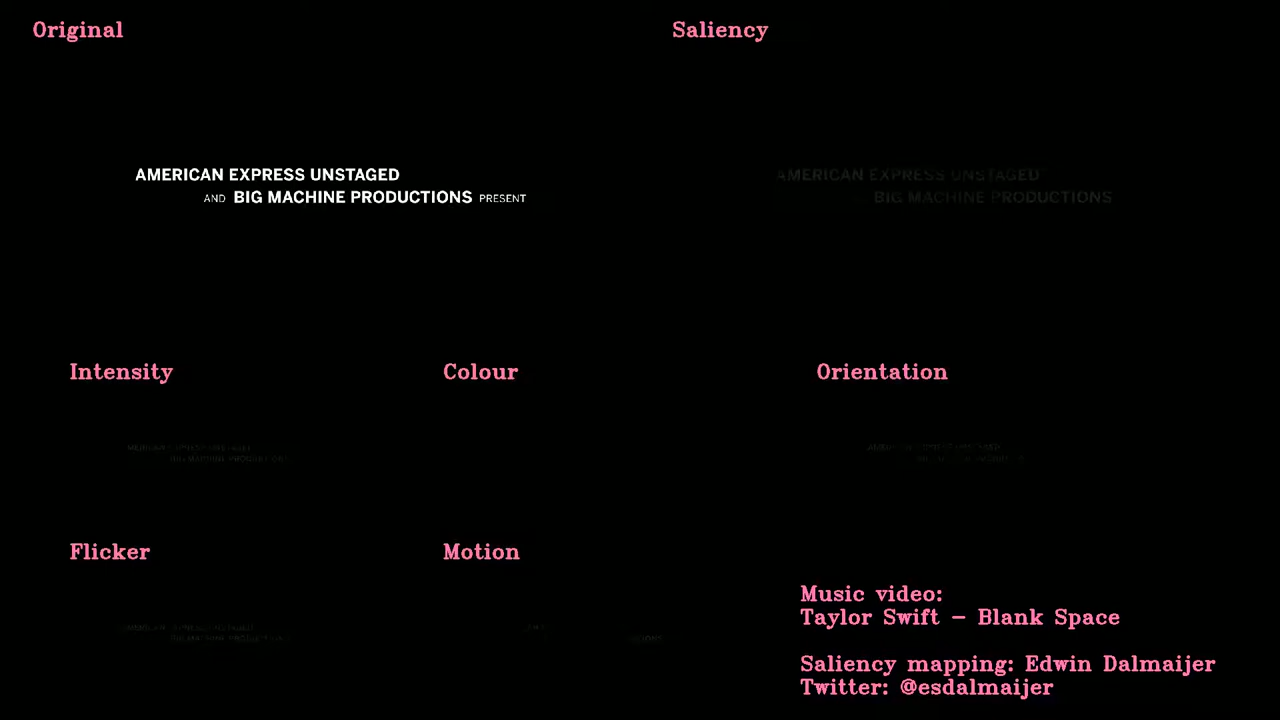 Original
Saliency
AMERICAN EXPRESS UNSTAGED
AND BIG MACHINE PRODUCTIONS PRESENT
AMERICAN EXPRESS UNSTAGED
BIG MACHINE PRODUCTIONS
Intensity
Colour
Orientation
Flicker
Motion
Music video:
Taylor Swift - Blank Space
Saliency mapping: Edwin Dalmaijer
Twitter: @esdalmaijer